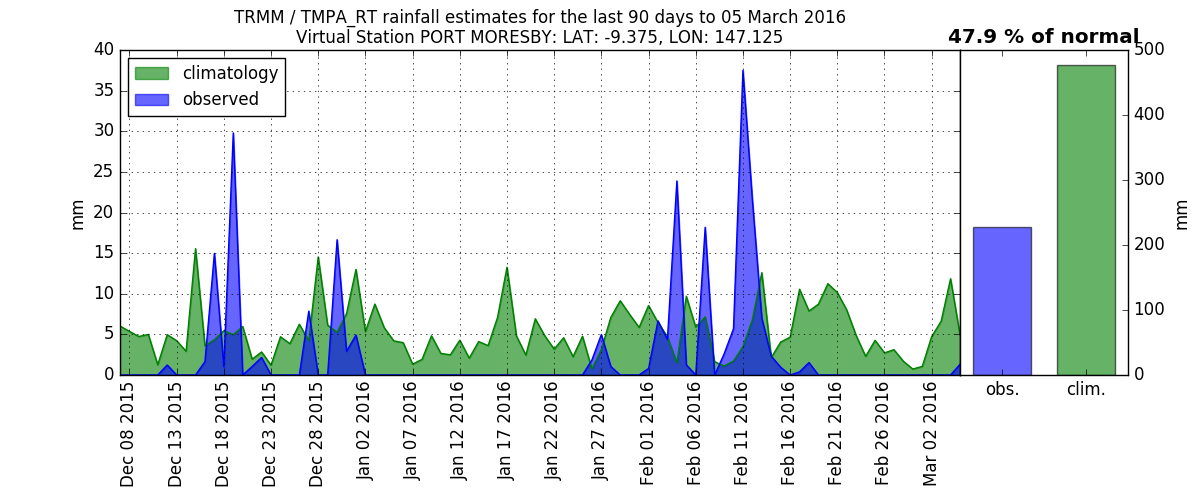 TRMM / TMPA_RT rainfall estimates for the last 90 days to 05 March 2016
Virtual Station PORT MORESBY: LAT: -9.375, LON: 147.125
47.9 % of normal
climatology
observed
40
35
30
25
20
15
10
5
0
mm
500
400
300
200
100
0
mm
Dec 08 2015
Dec 13 2015
Dec 18 2015
Dec 23 2015
Dec 28 2015
Jan 02 2016
Jan 07 2016
Jan 12 2016
Jan 17 2016
Jan 22 2016
Jan 27 2016
Feb 01 2016
Feb 06 2016
Feb 11 2016
Feb 16 2016
Feb 21 2016
Feb 26 2016
Mar 02 2016
obs.
clim.